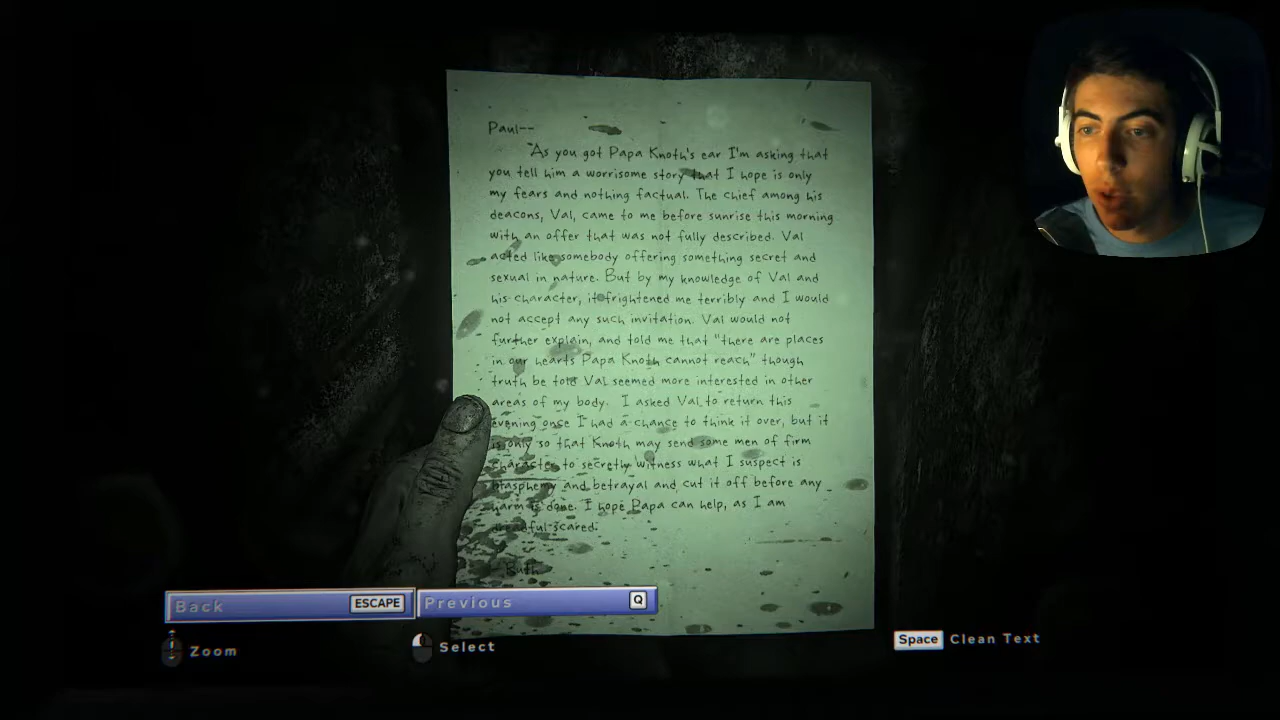 Paul--
As you got Papa Knoth's ear I'm asking that
you tell him a worrisome story that I hope is only
my fears and nothing factual. The chief among his
deacons, Val, came to me before sunrise this morning
with an offer that was not fully described. Val
acted like somebody offering something secret and
sexual in nature. But by my knowledge of Val and
his character, it frightened me terribly and I would
not accept any such invitation. Val would not
further explain, and told me that "there are places
in our hearts Papa Knoth cannot reach" though
truth be told Val seemed more interested in other
areas of my body. I asked Val to return this
evening once I had a chance to think it over, but it
is only so that Knoth may send some men of firm
character to secretly witness what I suspect is
blasphemy and betrayal and cut it off before any
harm is done. I hope Papa can help, as I am
dreadful scared.
- Ruth
Back ESCAPE Previous Q
Zoom Select Space Clean Text